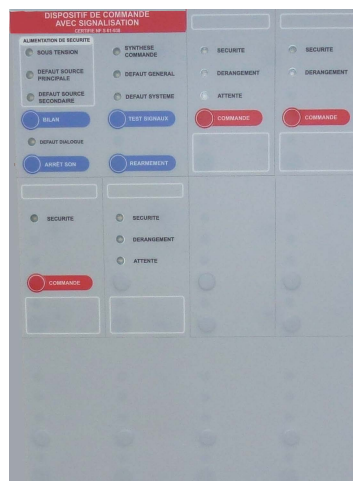 DISPOSITIF DE COMMANDE
AVEC SIGNALISATION
ALIMENTATION DE SECURITE
SOUS TENSION
DEFAUT SOURCE
PRINCIPALE
DEFAUT SOURCE
SECONDAIRE
BILAN
DEFAUT DIALOGUE
ARRÊT SON
SYNTHESE
COMMANDE
DEFAUT GENERAL
DEFAUT SYSTEME
TEST SIGNAUX
REARMEMENT
SECURITE
DERANGEMENT
ATTENTE
COMMANDE
SECURITE
DERANGEMENT
COMMANDE
SECURITE
COMMANDE
SECURITE
DERANGEMENT
ATTENTE